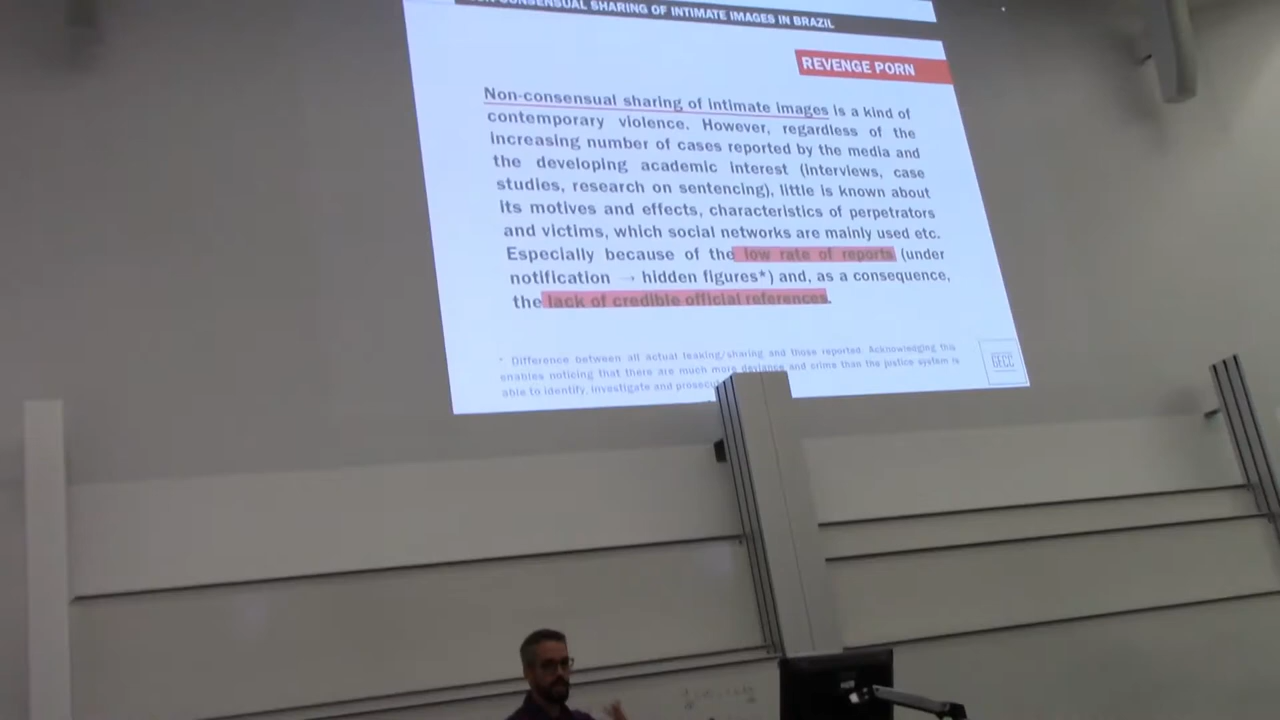 CONSENSUAL SHARING OF INTIMATE IMAGES IN BRAZIL
REVENGE PORN
Non-consensual sharing of intimate images is a kind of
contemporary violence. However, regardless of the
increasing number of cases reported by the media and
the developing academic interest (interviews, case
studies, research on sentencing), little is known about
its motives and effects, characteristics of perpetrators
and victims, which social networks are mainly used etc.
Especially because of the low rate of reports (under
notification → hidden figures*) and, as a consequence,
the lack of credible official references.
* Difference between all actual leaking/sharing and those reported. Acknowledging this
enables noticing that there are much more deviance and crime than the justice system is
able to identify, investigate and
GECC